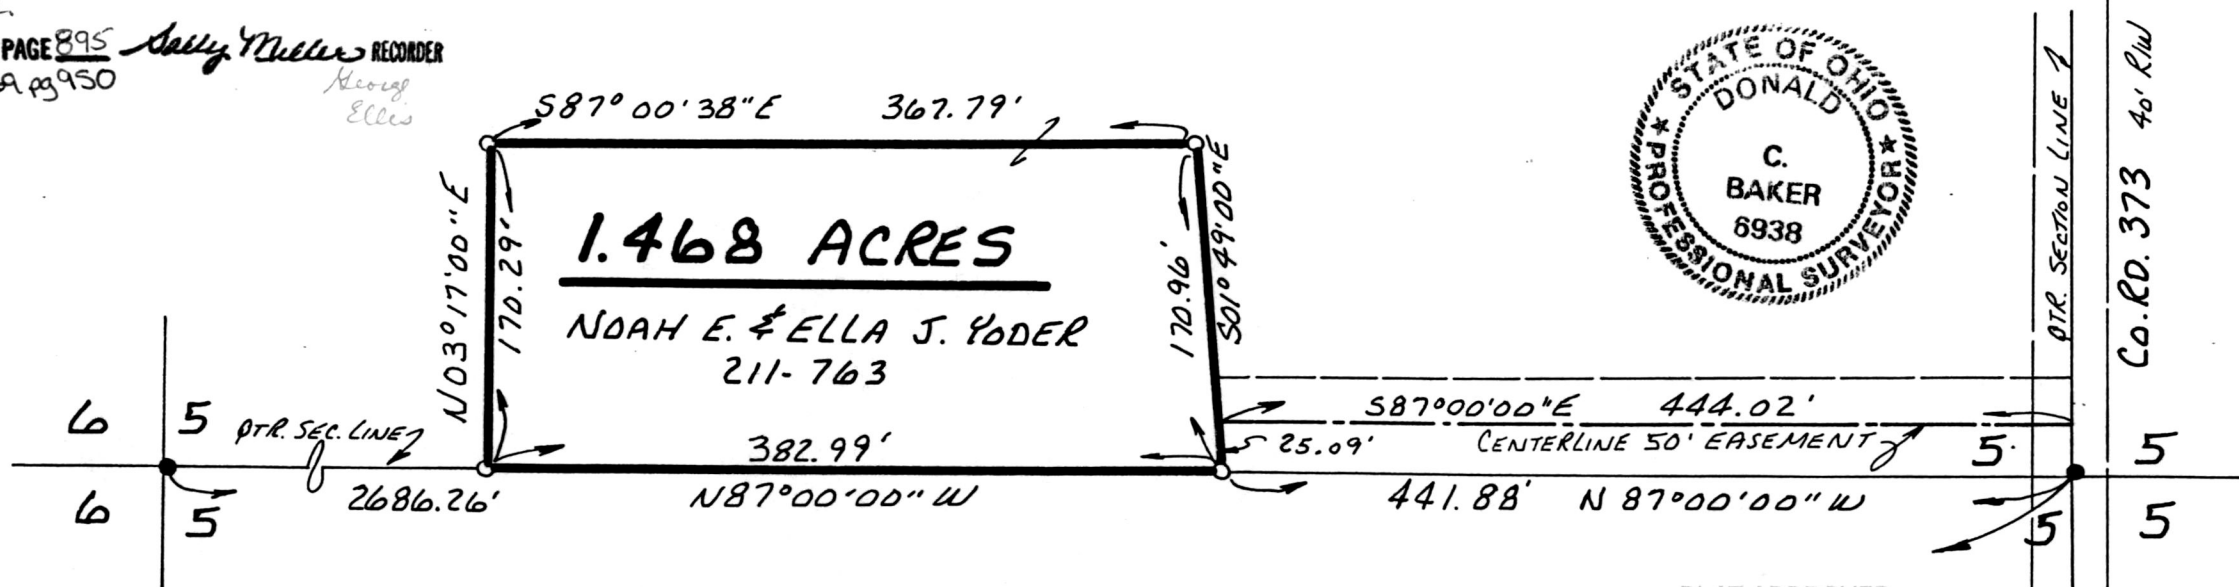 PAGE 895 Sally Miller RECORDER
pg 950
George
Ellis
S87° 00' 38"E 367.79'
N03°17'00"E
170.29'
1.468 ACRES
NOAH E. & ELLA J. YODER
211-763
170.96'
S01°49'00"E
STATE OF OHIO
DONALD
C.
BAKER
6938
★ PROFESSIONAL SURVEYOR ★
QTR. SECTION LINE
CO. RD. 373 40' R/W
S87°00'00"E 444.02'
CENTERLINE 50' EASEMENT
25.09'
6 5
QTR. SEC. LINE
382.99'
5 5
6 5
2686.26'
N87°00'00" W
441.88' N 87°00'00" W
5 5